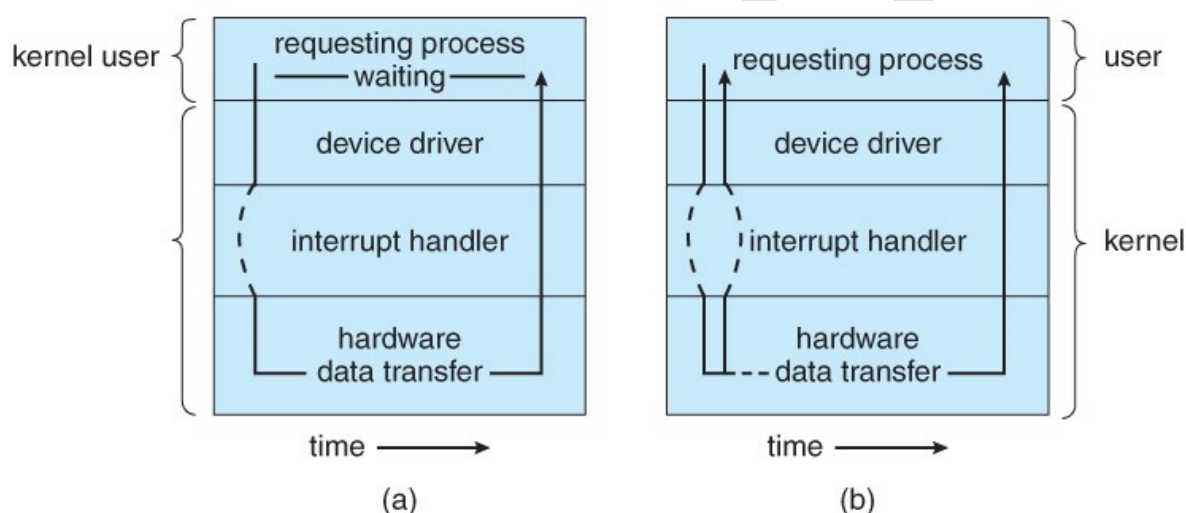 kernel user
requesting process
waiting
device driver
interrupt handler
hardware
data transfer
time
(a)
requesting process
user
device driver
interrupt handler
kernel
hardware
data transfer
time
(b)